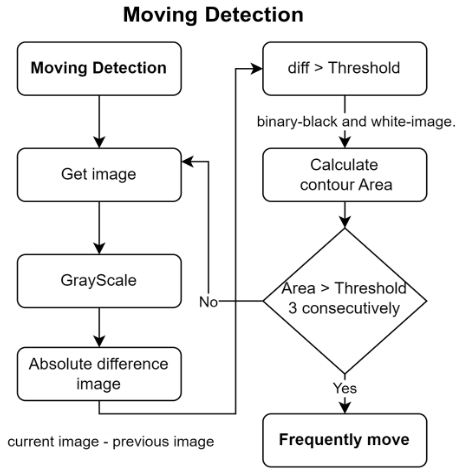 Moving Detection
Moving Detection
Get image
GrayScale
Absolute difference
image
current image - previous image
diff > Threshold
binary-black and white-image.
Calculate
contour Area
Area > Threshold
3 consecutively
No
Yes
Frequently move